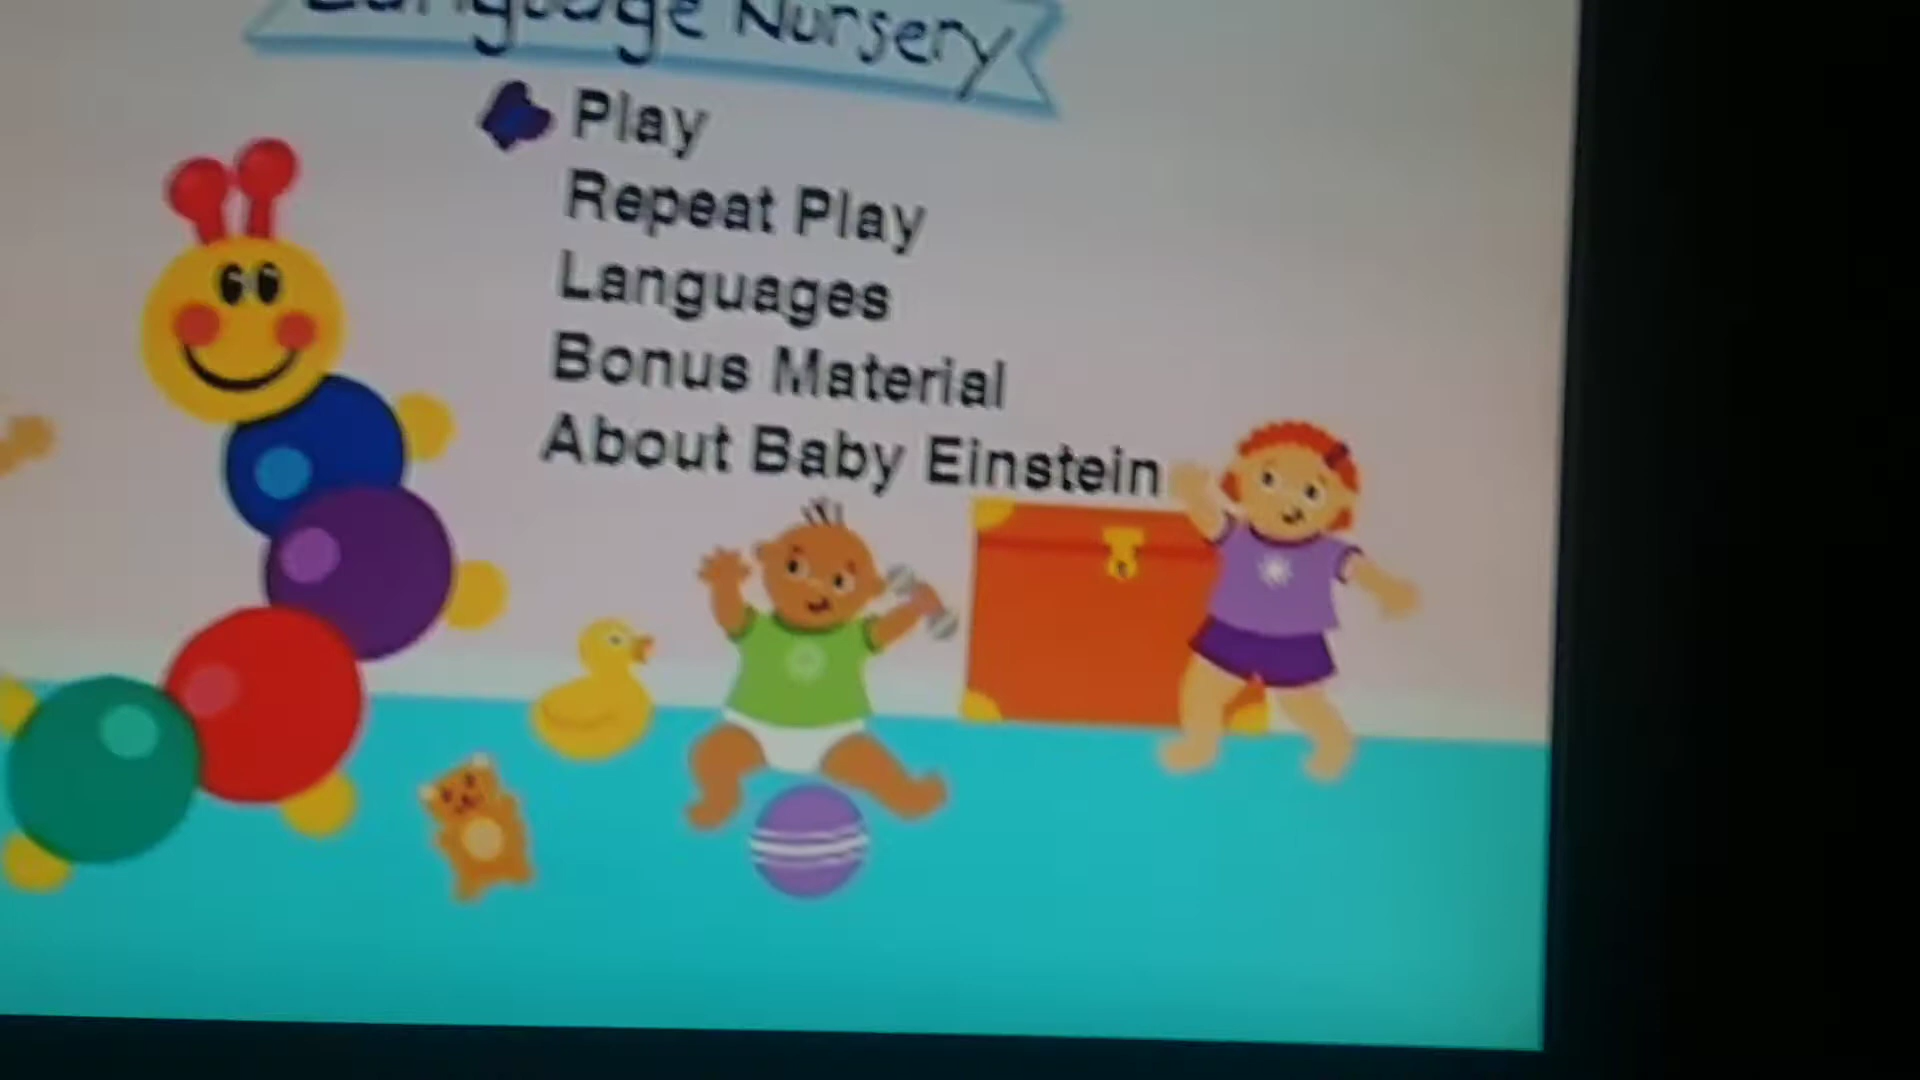 Language Nursery
Play
Repeat Play
Languages
Bonus Material
About Baby Einstein